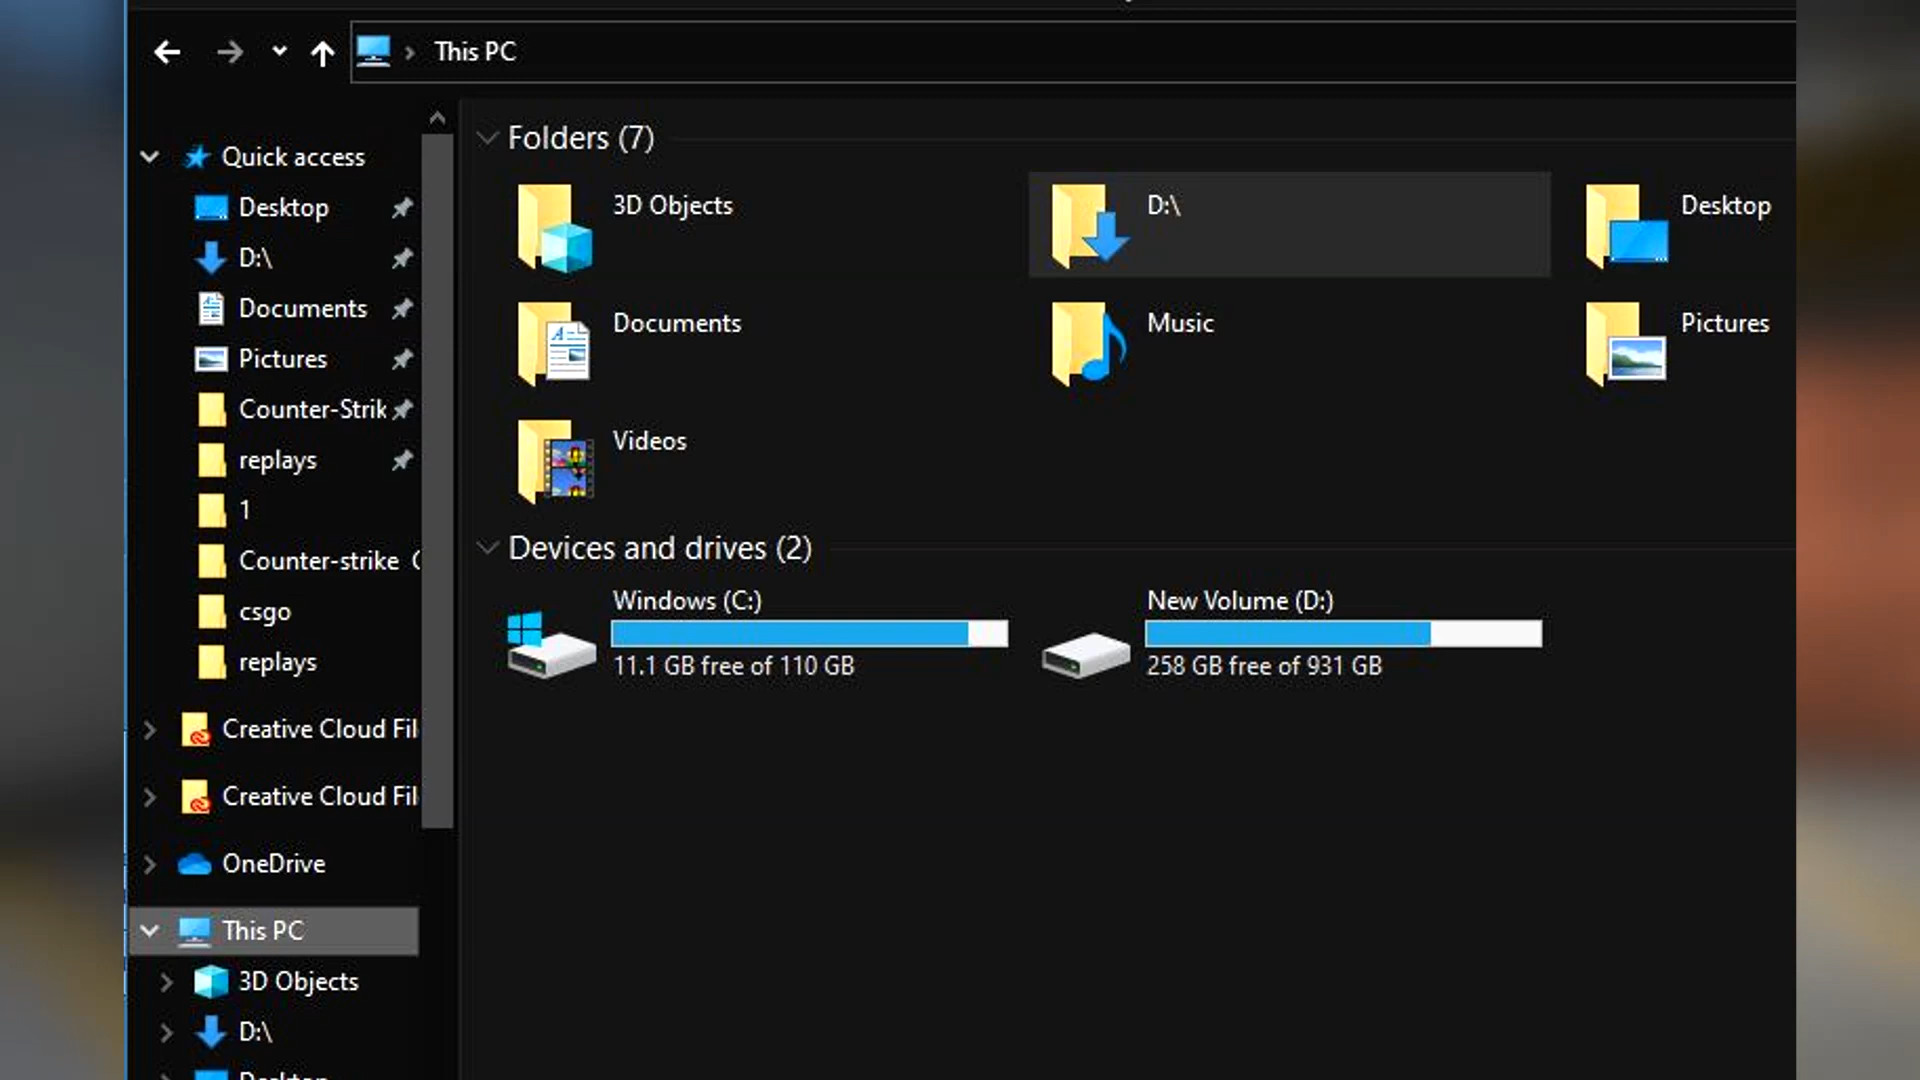 This PC
Quick access
Desktop
D:\
Documents
Pictures
Counter-Strik
replays
1
Counter-strike
csgo
replays
Creative Cloud Fil
Creative Cloud Fil
OneDrive
This PC
3D Objects
D:\
Desktop
Folders (7)
3D Objects
D:\
Desktop
Documents
Music
Pictures
Videos
Devices and drives (2)
Windows (C:)
11.1 GB free of 110 GB
New Volume (D:)
258 GB free of 931 GB